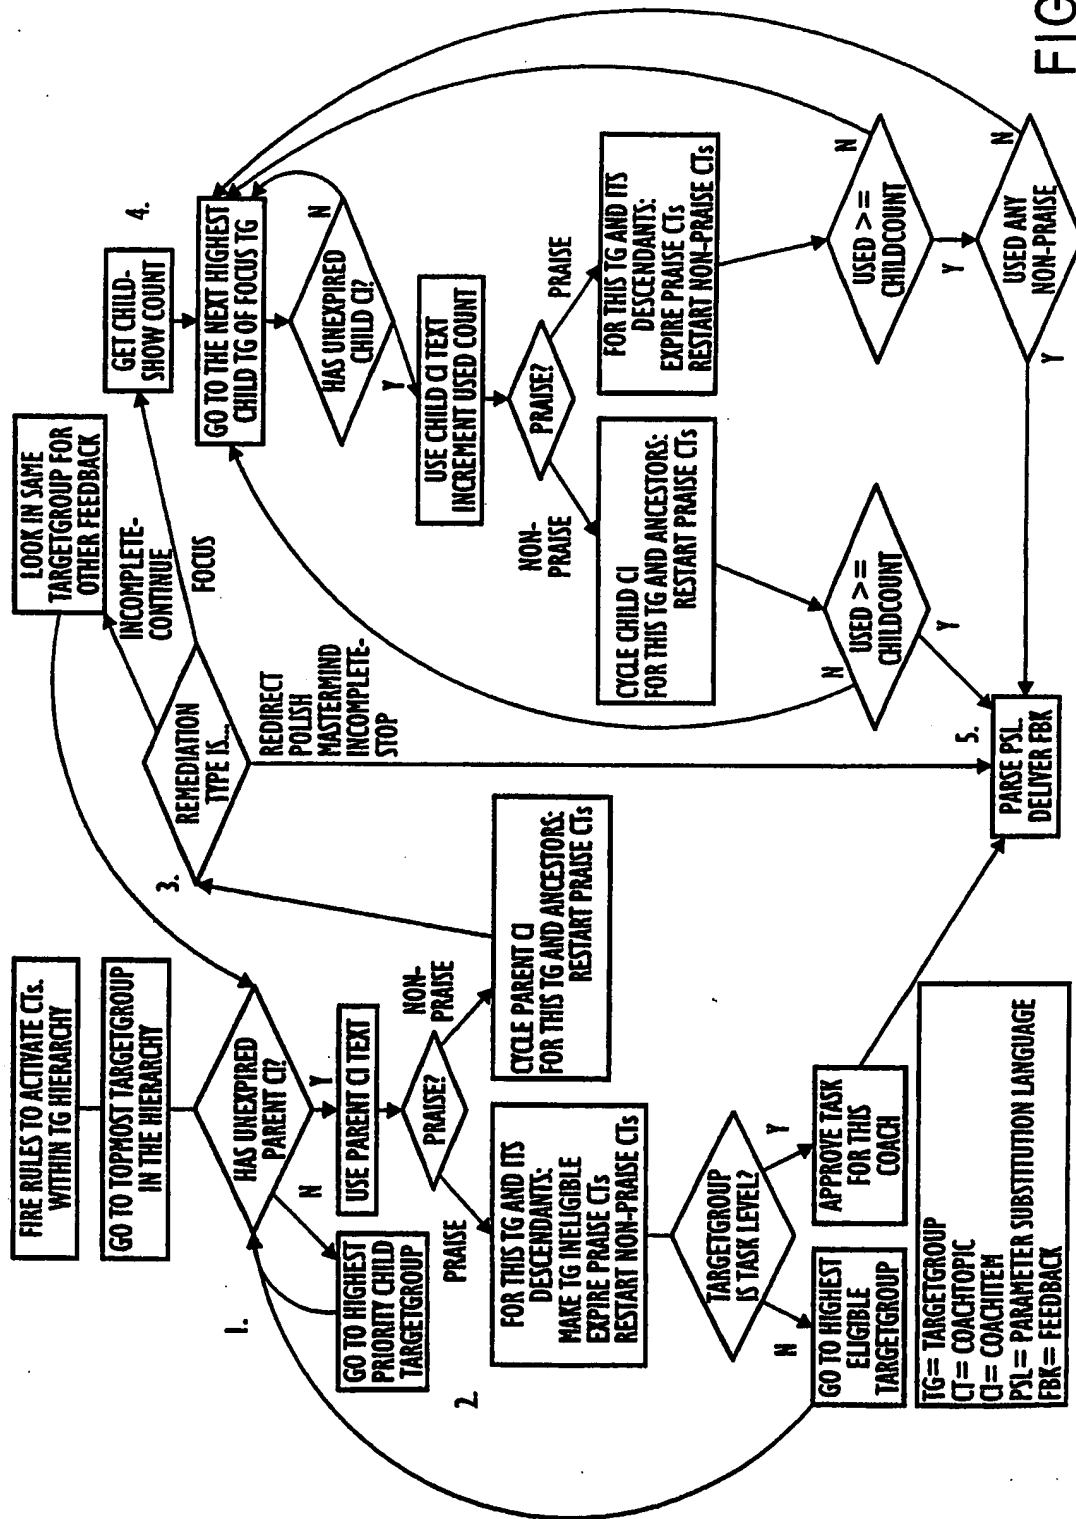 FIRE RULES TO ACTIVATE CTs.
WITHIN TG HIERARCHY
GO TO TOPMOST TARGETGROUP
IN THE HIERARCHY
1.
HAS UNEXPIRED
PARENT CI?
N
Y
GO TO HIGHEST
PRIORITY CHILD
TARGETGROUP
USE PARENT CI TEXT
PRAISE?
PRAISE
NON-
PRAISE
2.
FOR THIS TG AND ITS
DESCENDANTS:
MAKE TG INELIGIBLE
EXPIRE PRAISE CTs
RESTART NON-PRAISE CTs
CYCLE PARENT CI
FOR THIS TG AND ANCESTORS:
RESTART PRAISE CTs
TARGETGROUP
IS TASK LEVEL?
N
Y
GO TO HIGHEST
ELIGIBLE
TARGETGROUP
APPROVE TASK
FOR THIS
COACH
TG= TARGETGROUP
CT= COACHTOPIC
CI= COACHITEM
PSL= PARAMETER SUBSTITUTION LANGUAGE
FBK= FEEDBACK
3.
REMEDIATION
TYPE IS...
INCOMPLETE-
CONTINUE
FOCUS
REDIRECT
POLISH
MASTERMIND
INCOMPLETE-
STOP
LOOK IN SAME
TARGETGROUP FOR
OTHER FEEDBACK
4.
GET CHILD-
SHOW COUNT
GO TO THE NEXT HIGHEST
CHILD TG OF FOCUS TG
HAS UNEXPIRED
CHILD CI?
N
Y
USE CHILD CI TEXT
INCREMENT USED COUNT
PRAISE?
NON-
PRAISE
PRAISE
CYCLE CHILD CI
FOR THIS TG AND ANCESTORS:
RESTART PRAISE CTs
FOR THIS TG AND ITS
DESCENDANTS:
EXPIRE PRAISE CTs
RESTART NON-PRAISE CTs
USED >=
CHILDCOUNT
N
Y
USED >=
CHILDCOUNT
N
Y
USED ANY
NON-PRAISE
N
Y
5.
PARSE PSL.
DELIVER FBK
FIG